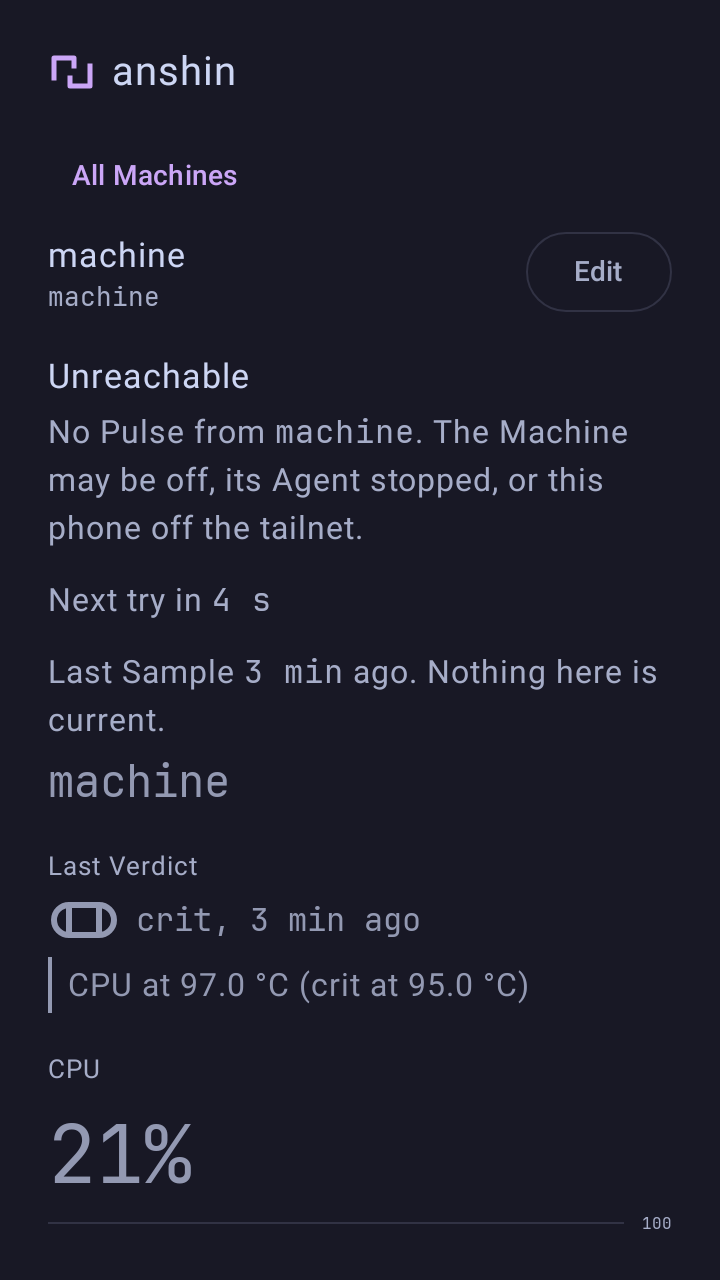 anshin
All Machines
machine
machine
Edit
Unreachable
No Pulse from machine. The Machine
may be off, its Agent stopped, or this
phone off the tailnet.
Next try in 4 s
Last Sample 3 min ago. Nothing here is
current.
machine
Last Verdict
crit, 3 min ago
CPU at 97.0 °C (crit at 95.0 °C)
CPU
21%
100